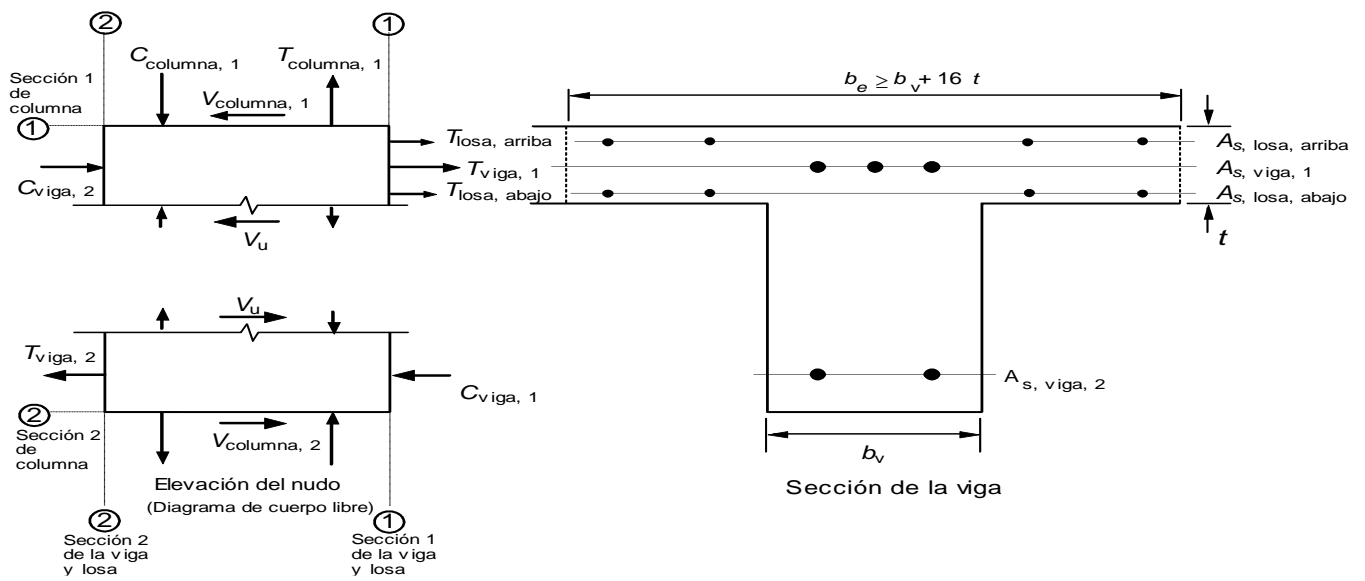 2
1
Sección 1
de
columna
C columna, 1
T columna, 1
V columna, 1
1
C viga, 2
T losa, arriba
T viga, 1
T losa, abajo
V u
V u
T viga, 2
C viga, 1
2
Sección 2
de
columna
V columna, 2
Elevación del nudo
(Diagrama de cuerpo libre)
2
1
Sección 2
de la viga
y losa
Sección 1
de la viga
y losa
b e ≥ b v + 16 t
A s, losa, arriba
A s, viga, 1
A s, losa, abajo
t
A s, viga, 2
b v
Sección de la viga